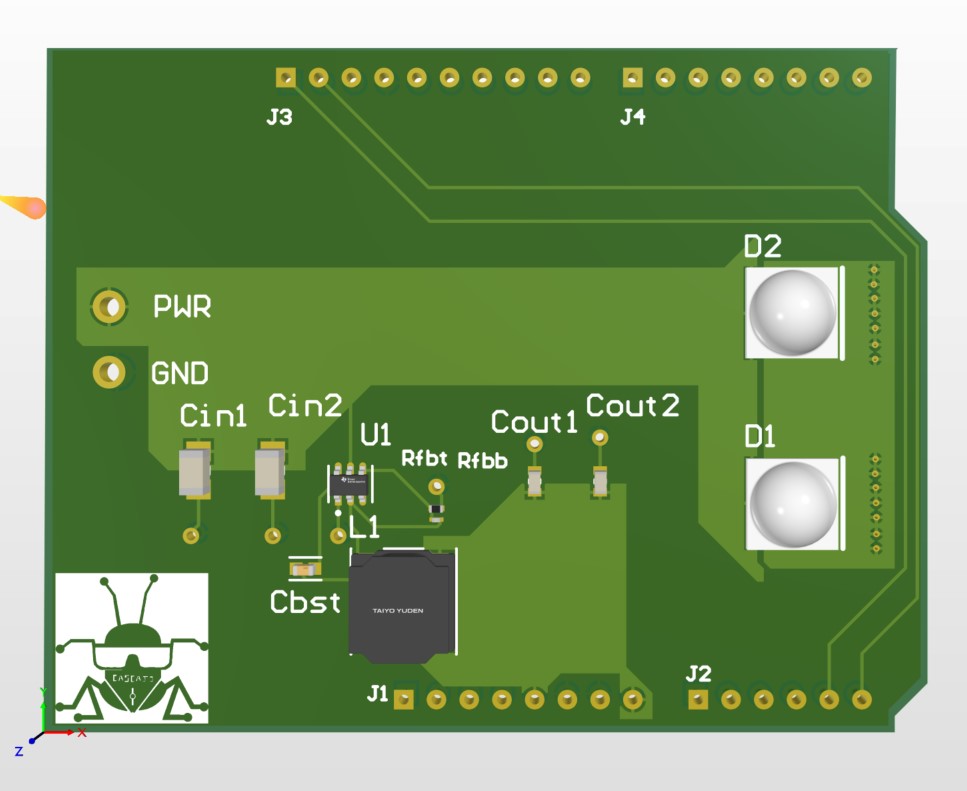 J3
J4
D2
PWR
GND
Cin1
Cin2
U1
Rfbt
Rfbb
Cout1
Cout2
D1
L1
Cbst
TAIYO YUDEN
J1
J2
Y
X
Z